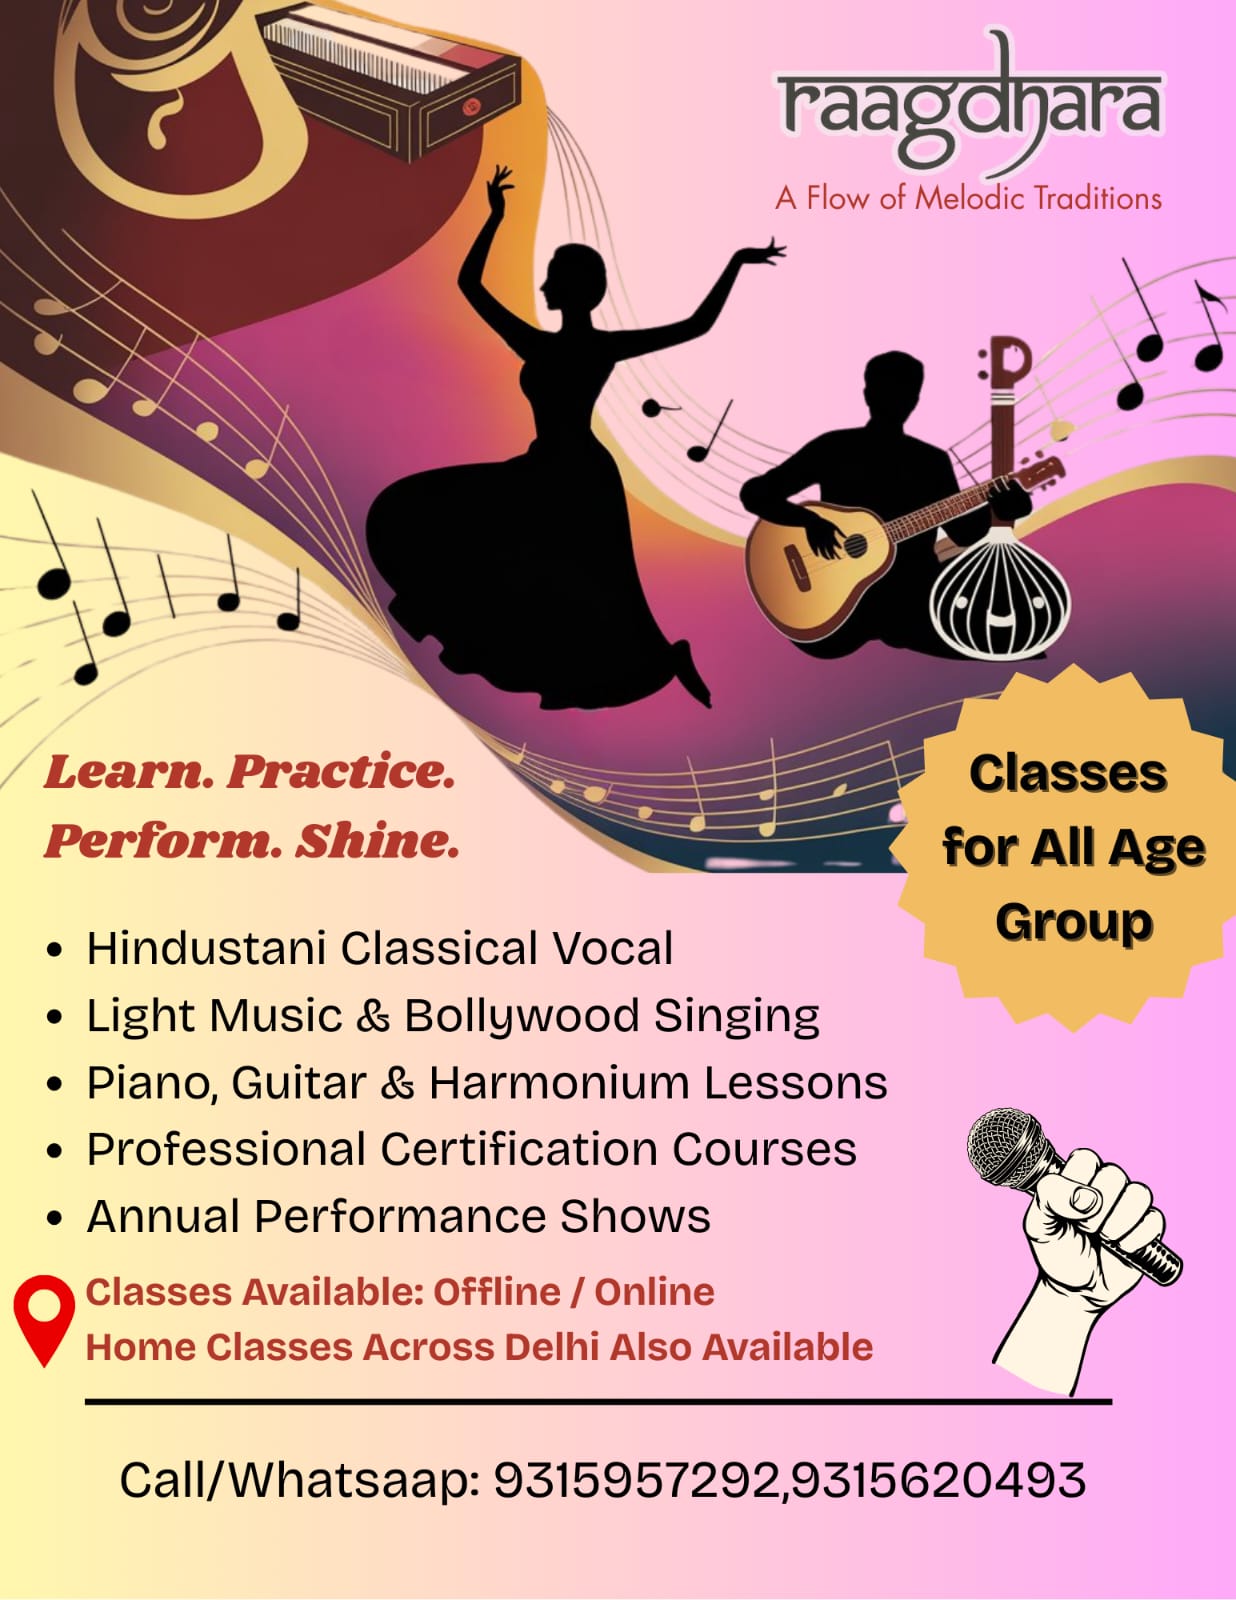 raagdhara
A Flow of Melodic Traditions
Learn. Practice.
Perform. Shine.
Classes
for All Age
Group
• Hindustani Classical Vocal
• Light Music & Bollywood Singing
• Piano, Guitar & Harmonium Lessons
• Professional Certification Courses
• Annual Performance Shows
Classes Available: Offline / Online
Home Classes Across Delhi Also Available
Call/Whatsaap: 9315957292,9315620493